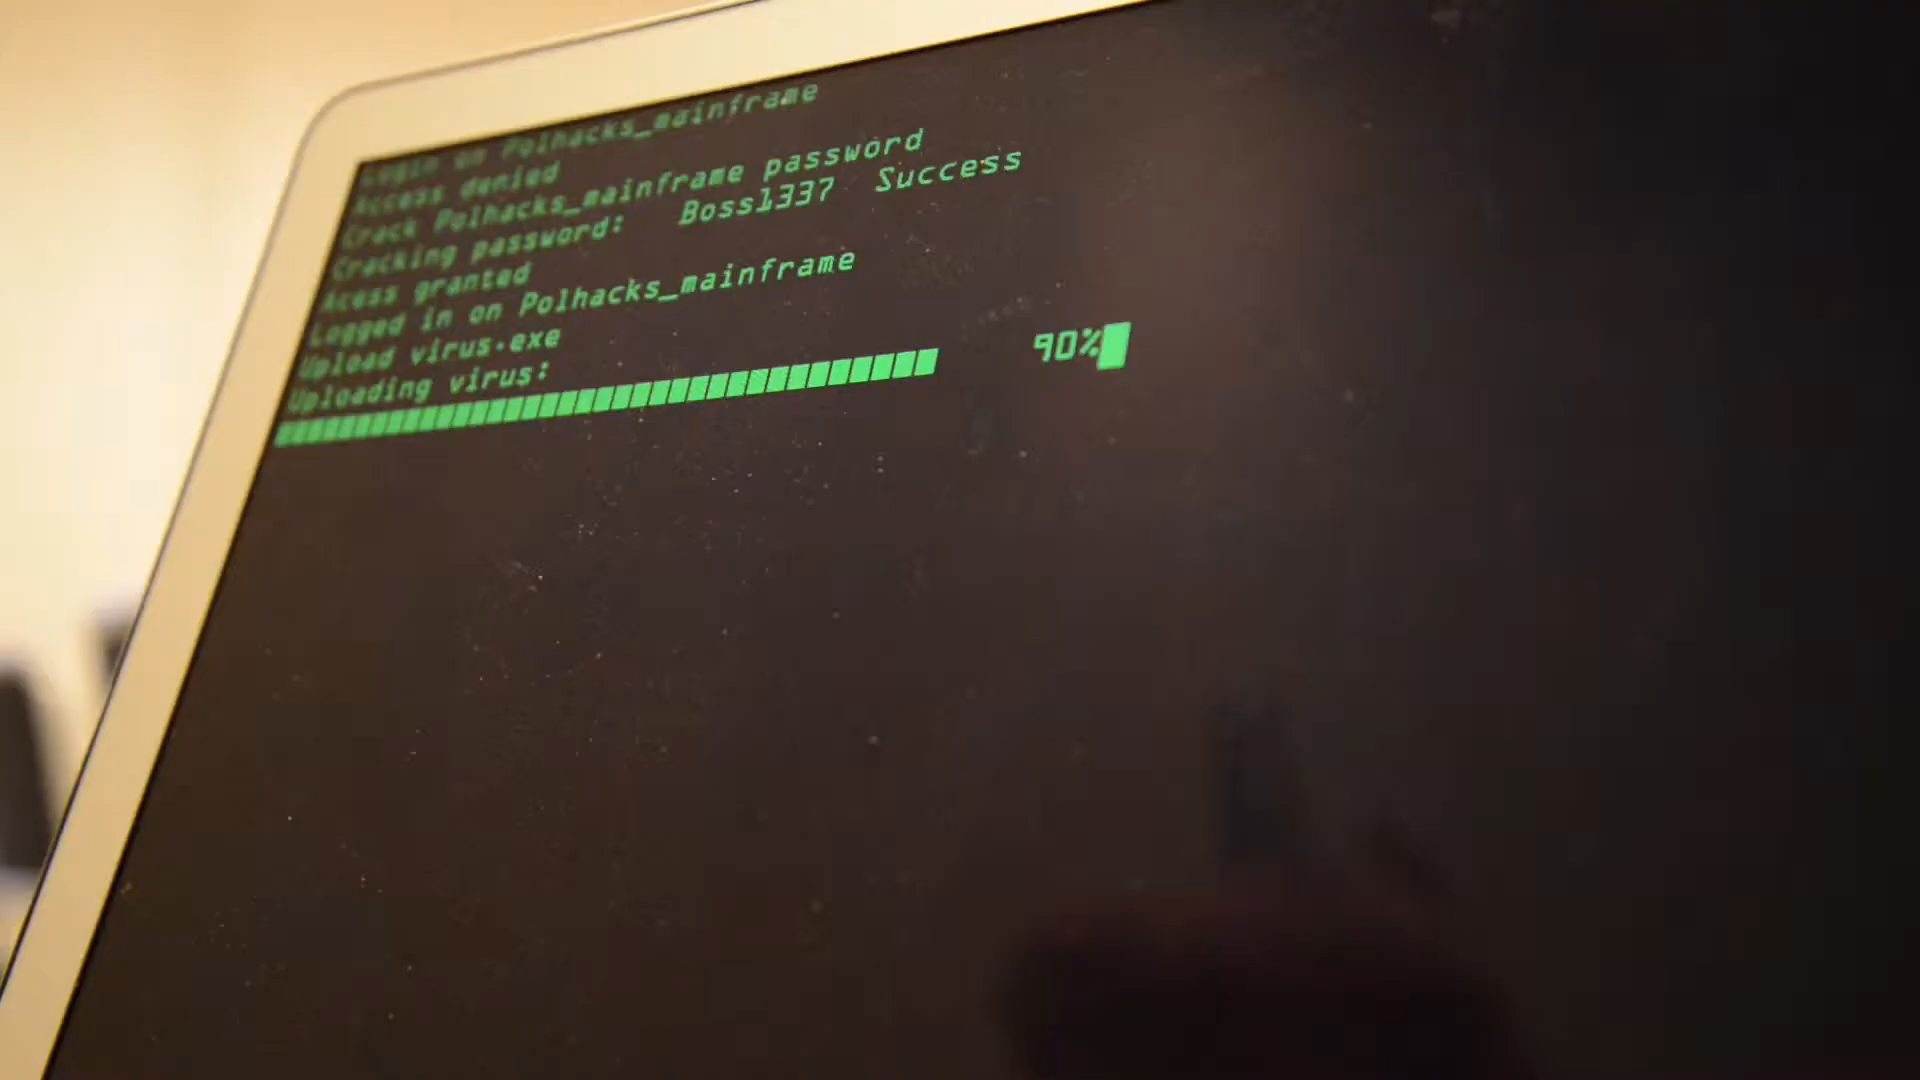 Login on Polhacks_mainframe
Access denied
Crack Polhacks_mainframe password
Cracking password: Boss1337 Success
Acess granted
Logged in on Polhacks_mainframe
Upload virus.exe
Uploading virus:
90%